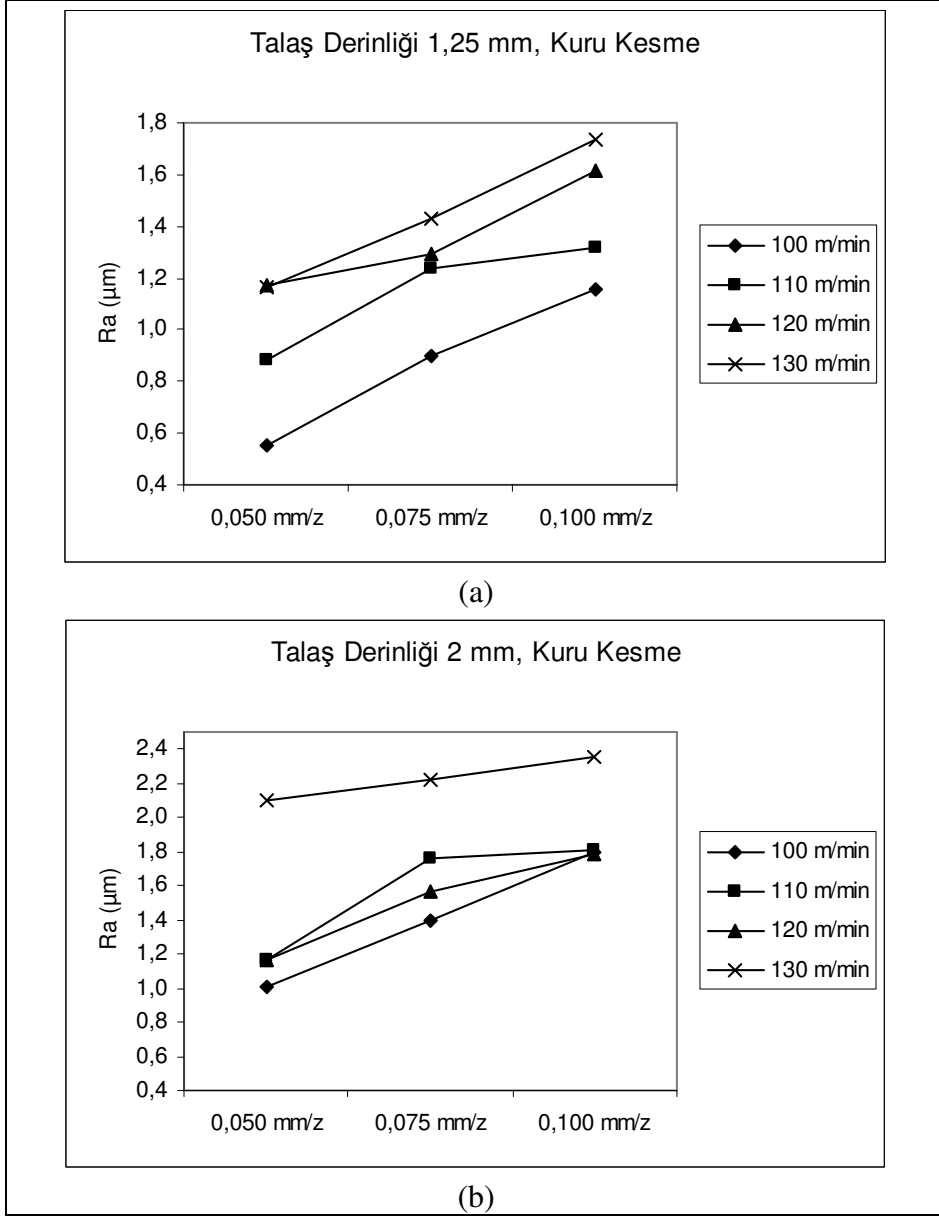 Talaş Derinliği 1,25 mm, Kuru Kesme
1,8
1,6
1,4
1,2
1,0
0,8
0,6
0,4
Ra (µm)
0,050 mm/z
0,075 mm/z
0,100 mm/z
100 m/min
110 m/min
120 m/min
130 m/min
(a)
Talaş Derinliği 2 mm, Kuru Kesme
2,4
2,2
2,0
1,8
1,6
1,4
1,2
1,0
0,8
0,6
0,4
Ra (µm)
0,050 mm/z
0,075 mm/z
0,100 mm/z
100 m/min
110 m/min
120 m/min
130 m/min
(b)